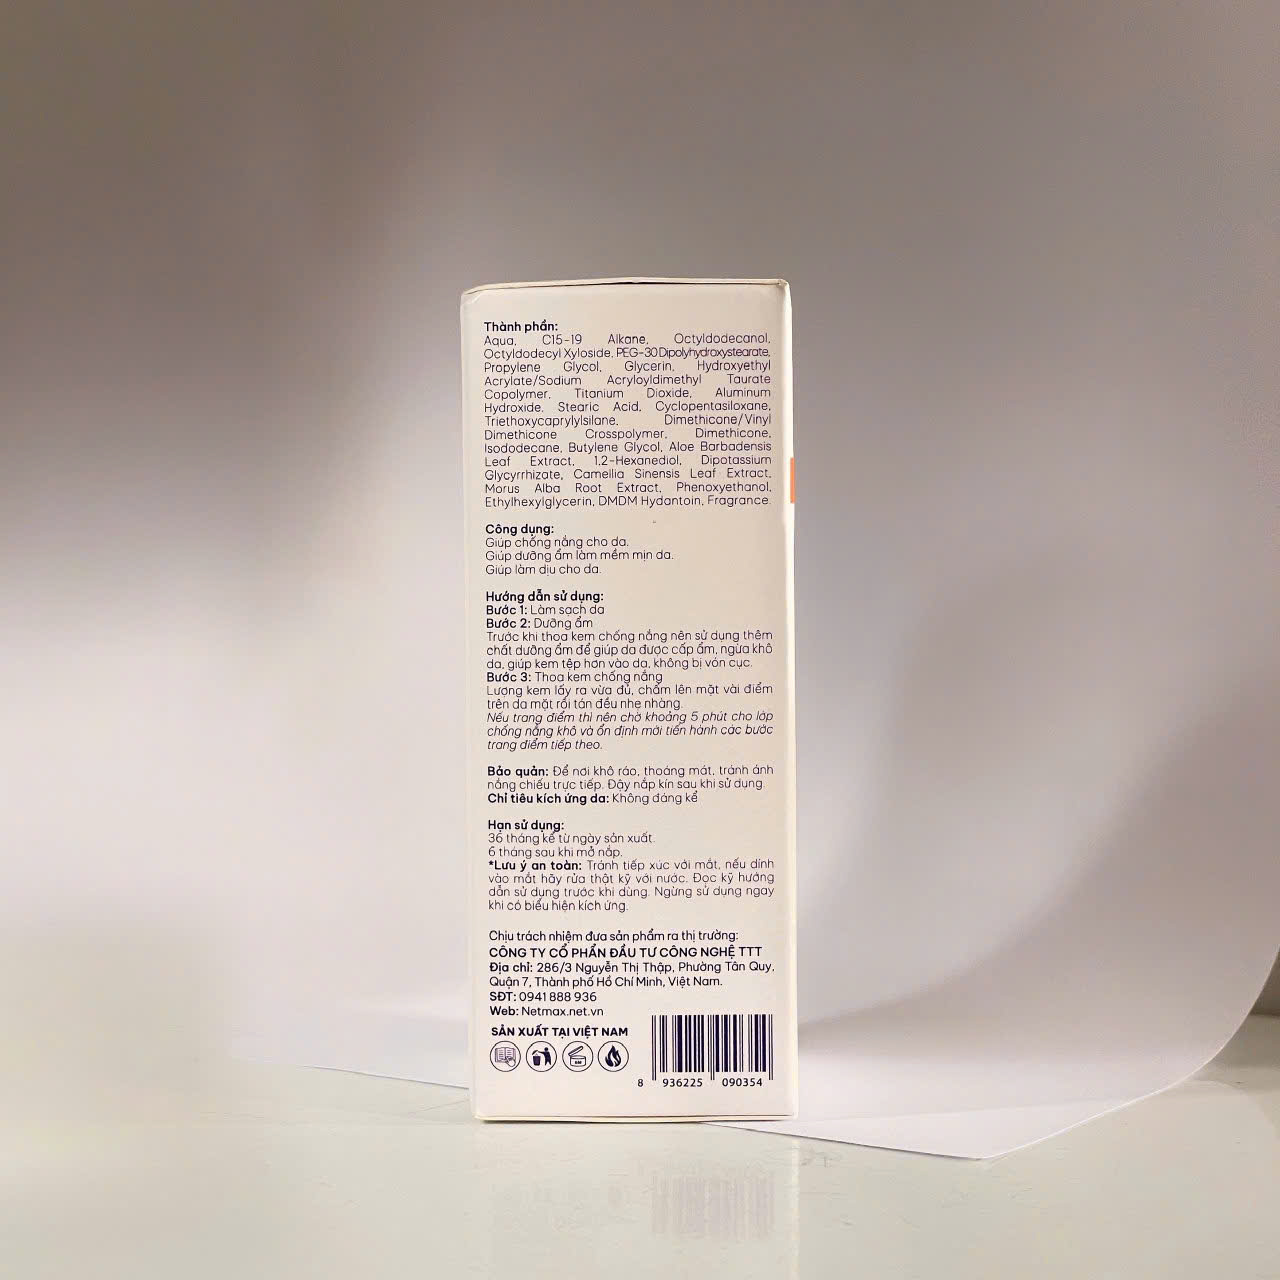 Thành phần:
Aqua, C15-19 Alkane, Octyldodecanol,
Octyldodecyl Xyloside, PEG-30 Dipolyhydroxystearate,
Propylene Glycol, Glycerin, Hydroxyethyl
Acrylate/Sodium Acryloyldimethyl Taurate
Copolymer, Titanium Dioxide, Aluminum
Hydroxide, Stearic Acid, Cyclopentasiloxane,
Triethoxycaprylylsilane, Dimethicone/Vinyl
Dimethicone Crosspolymer, Dimethicone,
Isododecane, Butylene Glycol, Aloe Barbadensis
Leaf Extract, 1,2-Hexanediol, Dipotassium
Glycyrrhizate, Camellia Sinensis Leaf Extract,
Morus Alba Root Extract, Phenoxyethanol,
Ethylhexylglycerin, DMDM Hydantoin, Fragrance.
Công dụng:
Giúp chống nắng cho da.
Giúp dưỡng ẩm làm mềm mịn da.
Giúp làm dịu cho da.
Hướng dẫn sử dụng:
Bước 1: Làm sạch da
Bước 2: Dưỡng ẩm
Trước khi thoa kem chống nắng nên sử dụng thêm
chất dưỡng ẩm để giúp da được cấp ẩm, ngừa khô
da, giúp kem tệp hơn vào da, không bị vón cục.
Bước 3: Thoa kem chống nắng
Lượng kem lấy ra vừa đủ, chấm lên mặt vài điểm
trên da mặt rồi tán đều nhẹ nhàng.
Nếu trang điểm thì nên chờ khoảng 5 phút cho lớp
chống nắng khô và ổn định mới tiến hành các bước
trang điểm tiếp theo.
Bảo quản: Để nơi khô ráo, thoáng mát, tránh ánh
nắng chiếu trực tiếp. Đậy nắp kín sau khi sử dụng
Chỉ tiêu kích ứng da: Không đáng kể
Hạn sử dụng:
36 tháng kể từ ngày sản xuất.
6 tháng sau khi mở nắp.
*Lưu ý an toàn: Tránh tiếp xúc với mắt, nếu dính
vào mắt hãy rửa thật kỹ với nước. Đọc kỹ hướng
dẫn sử dụng trước khi dùng. Ngừng sử dụng ngay
khi có biểu hiện kích ứng.
Chịu trách nhiệm đưa sản phẩm ra thị trường:
CÔNG TY CỔ PHẦN ĐẦU TƯ CÔNG NGHỆ TTT
Địa chỉ: 286/3 Nguyễn Thị Thập, Phường Tân Quy,
Quận 7, Thành phố Hồ Chí Minh, Việt Nam.
SĐT: 0941 888 936
Web: Netmax.net.vn
SẢN XUẤT TẠI VIỆT NAM
8 936225 090354